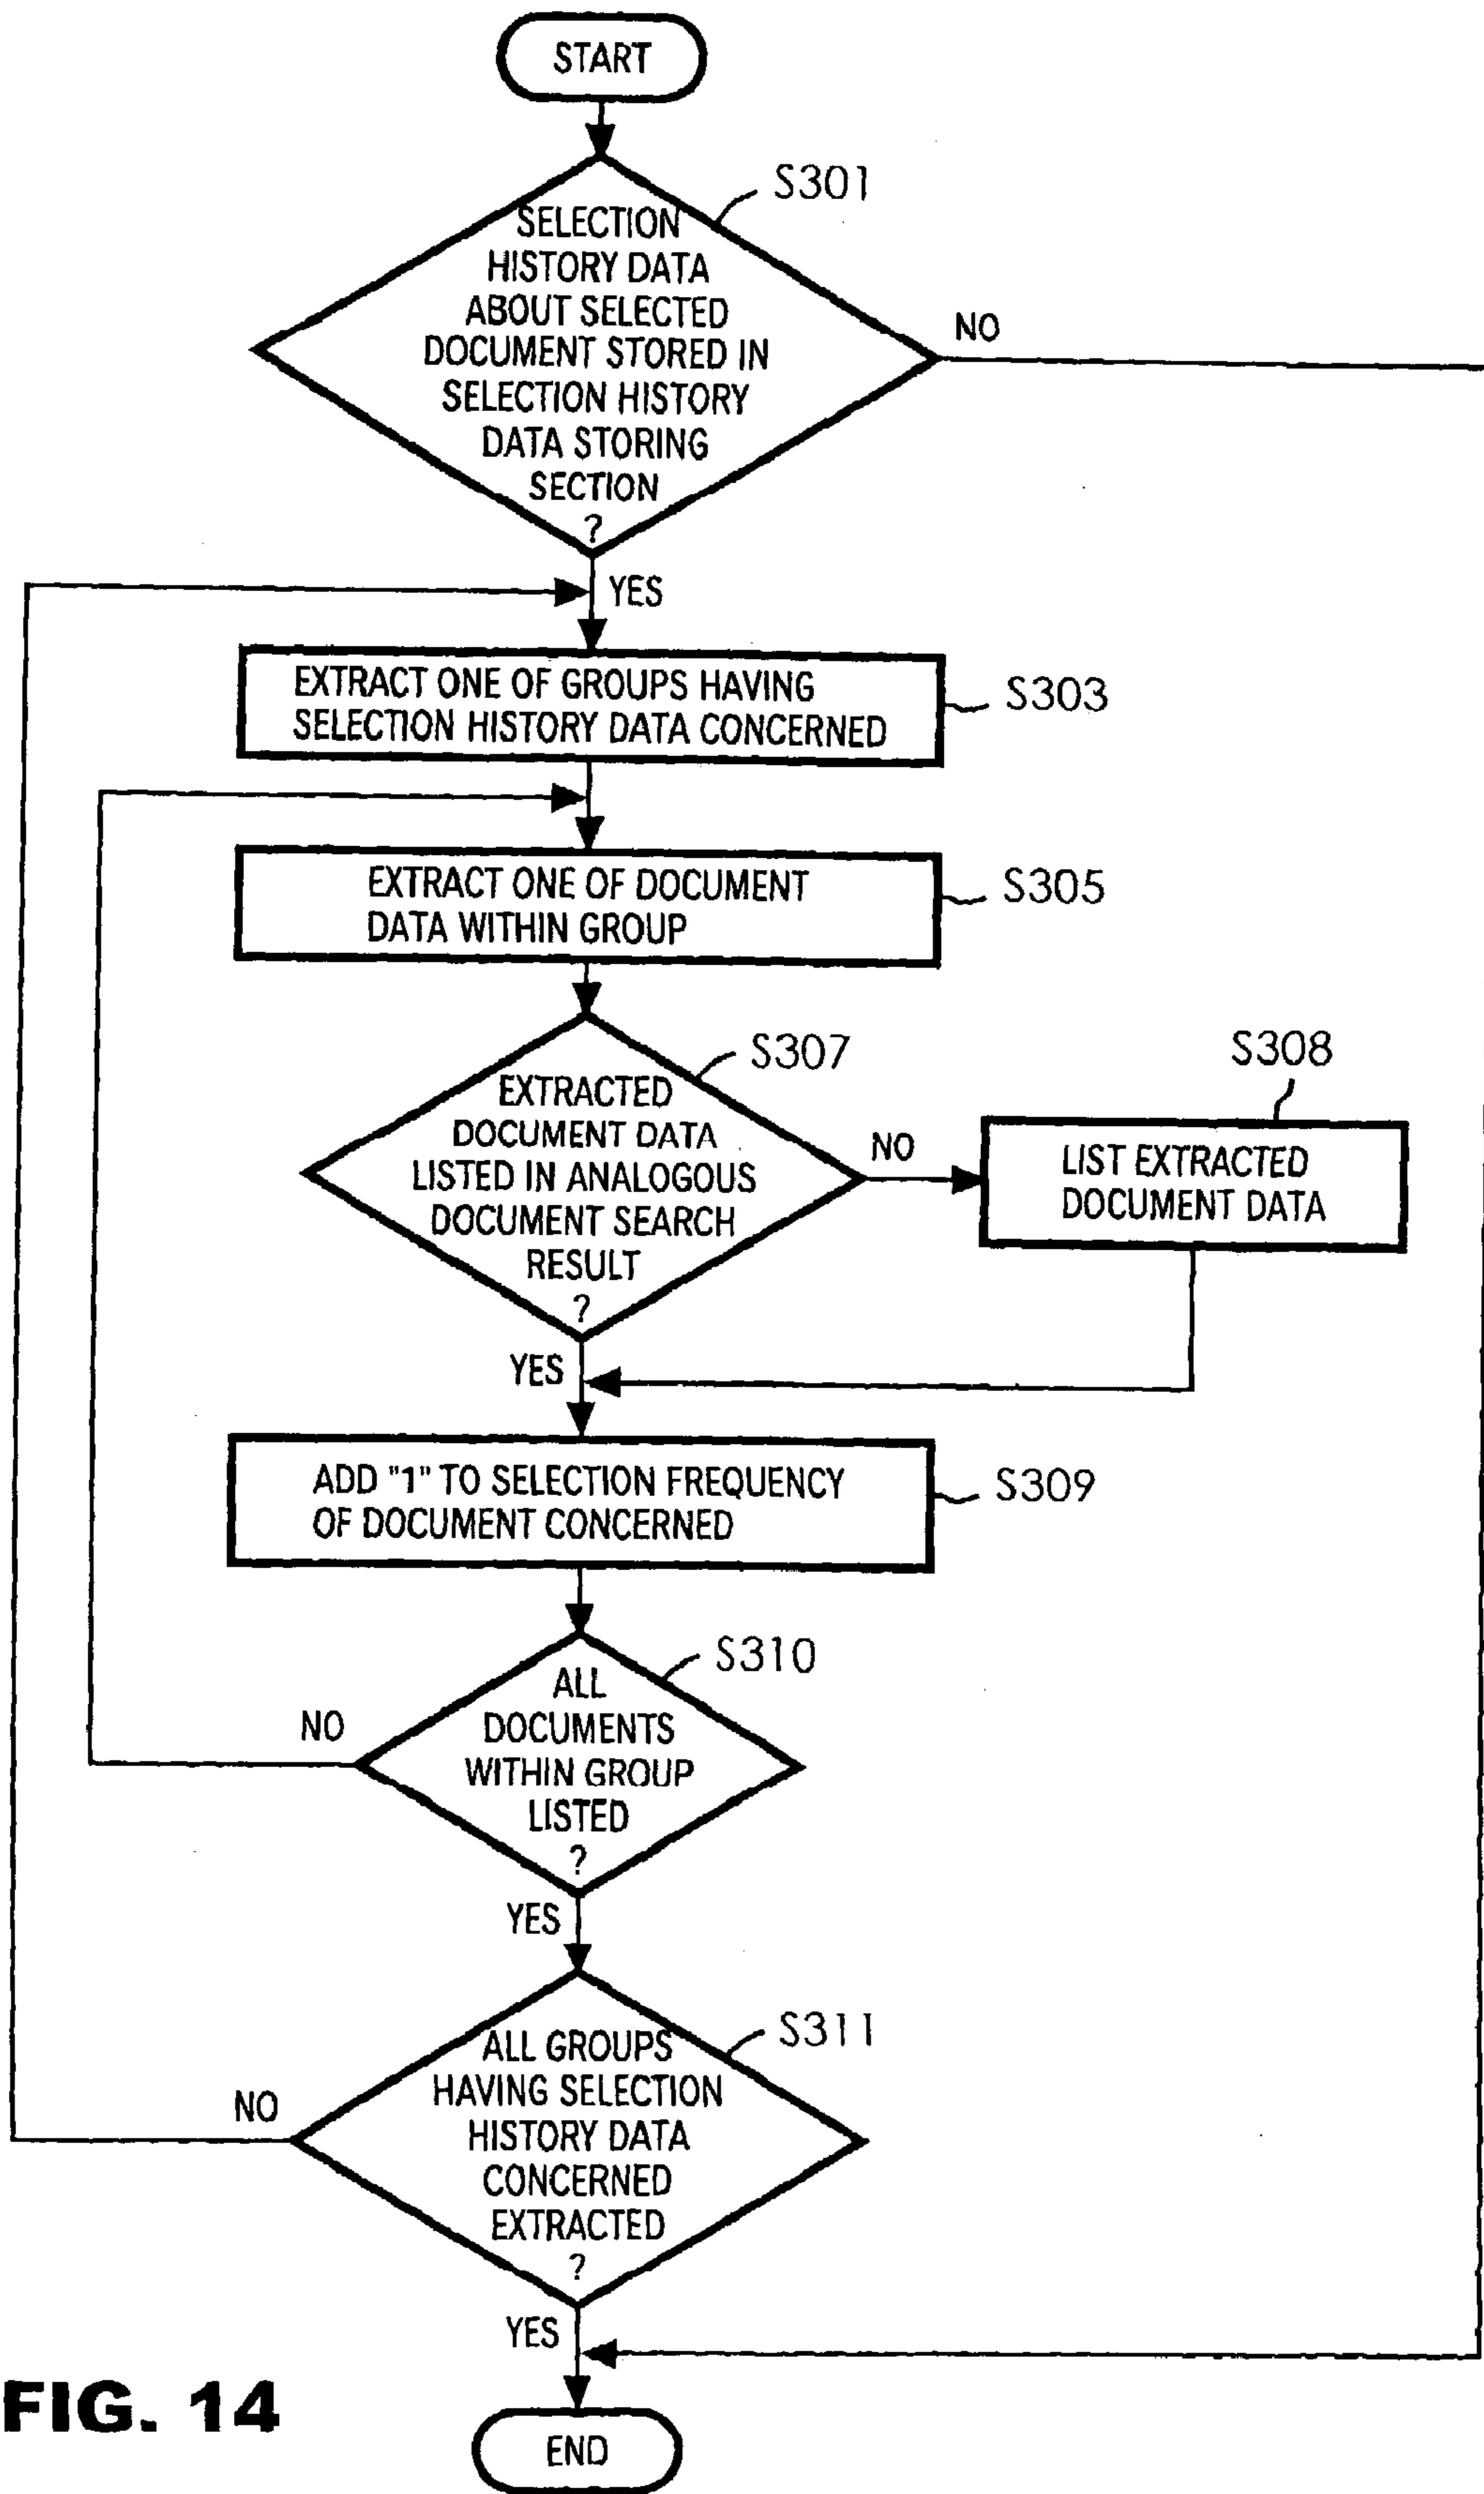 START
S301
SELECTION
HISTORY DATA
ABOUT SELECTED
DOCUMENT STORED IN
SELECTION HISTORY
DATA STORING
SECTION
?
NO
YES
EXTRACT ONE OF GROUPS HAVING
SELECTION HISTORY DATA CONCERNED
S303
EXTRACT ONE OF DOCUMENT
DATA WITHIN GROUP
S305
S307
EXTRACTED
DOCUMENT DATA
LISTED IN ANALOGOUS
DOCUMENT SEARCH
RESULT
?
NO
S308
LIST EXTRACTED
DOCUMENT DATA
YES
ADD "1" TO SELECTION FREQUENCY
OF DOCUMENT CONCERNED
S309
S310
ALL
DOCUMENTS
WITHIN GROUP
LISTED
?
NO
YES
S311
ALL GROUPS
HAVING SELECTION
HISTORY DATA
CONCERNED
EXTRACTED
?
NO
YES
END
FIG. 14